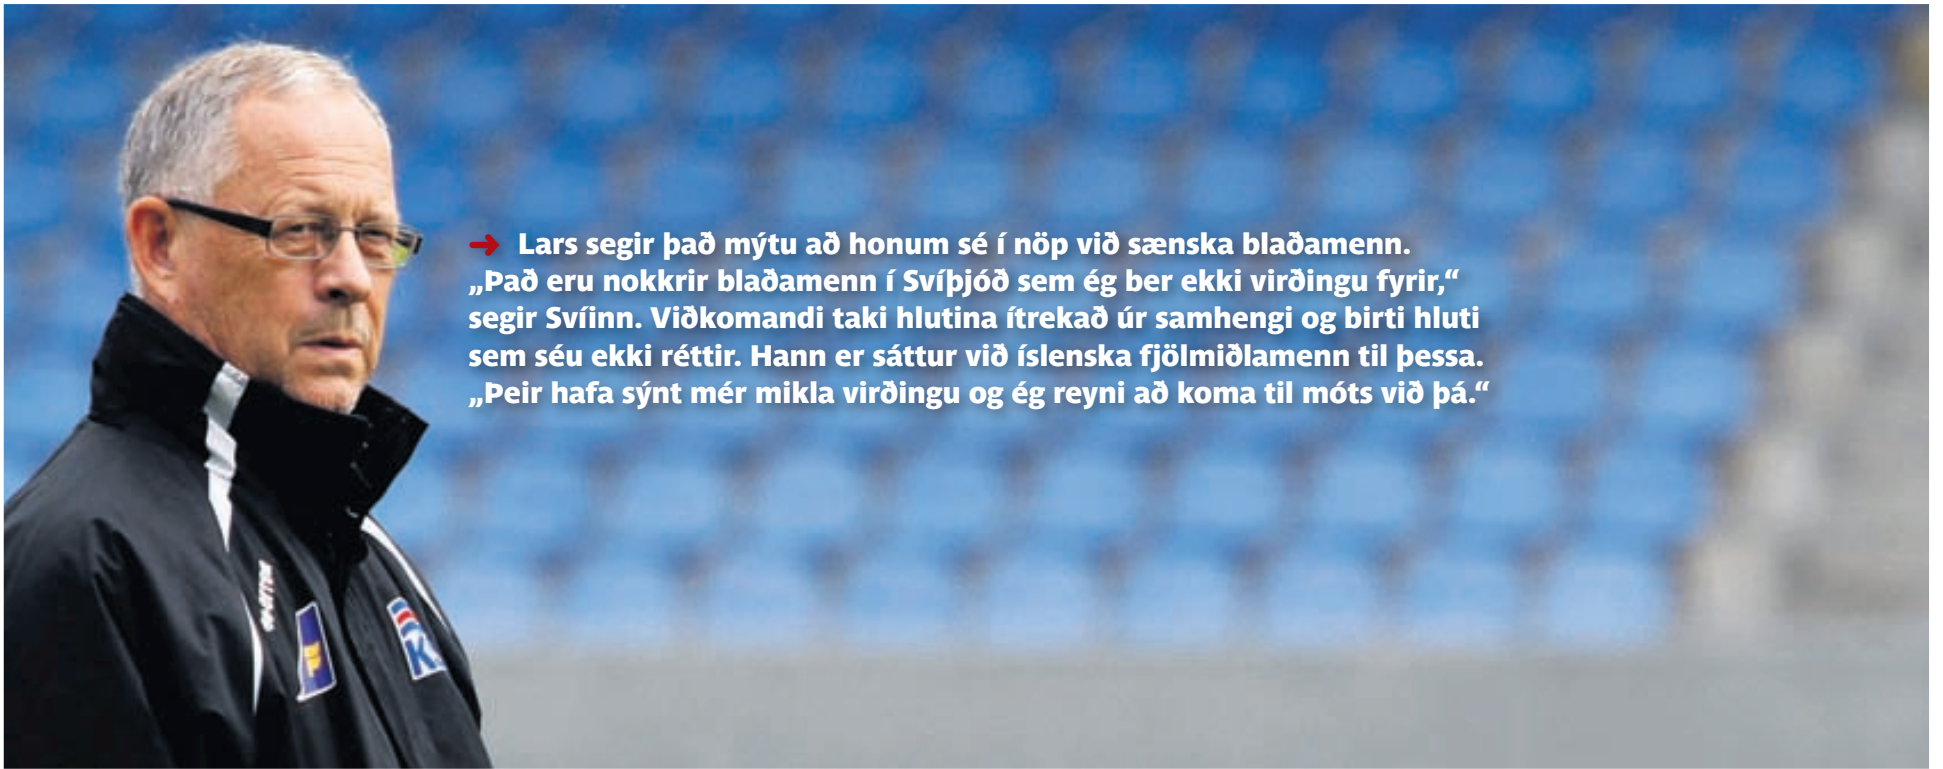 ➜ Lars segir það mýtu að honum sé í nöp við sænska blaðamenn.
„Það eru nokkrir blaðamenn í Svíþjóð sem ég ber ekki virðingu fyrir,“
segir Svíinn. Viðkomandi taki hlutina ítrekað úr samhengi og birti hluti
sem séu ekki réttir. Hann er sáttur við íslenska fjölmiðlamenn til þessa.
„Þeir hafa sýnt mér mikla virðingu og ég reyni að koma til móts við þá.“